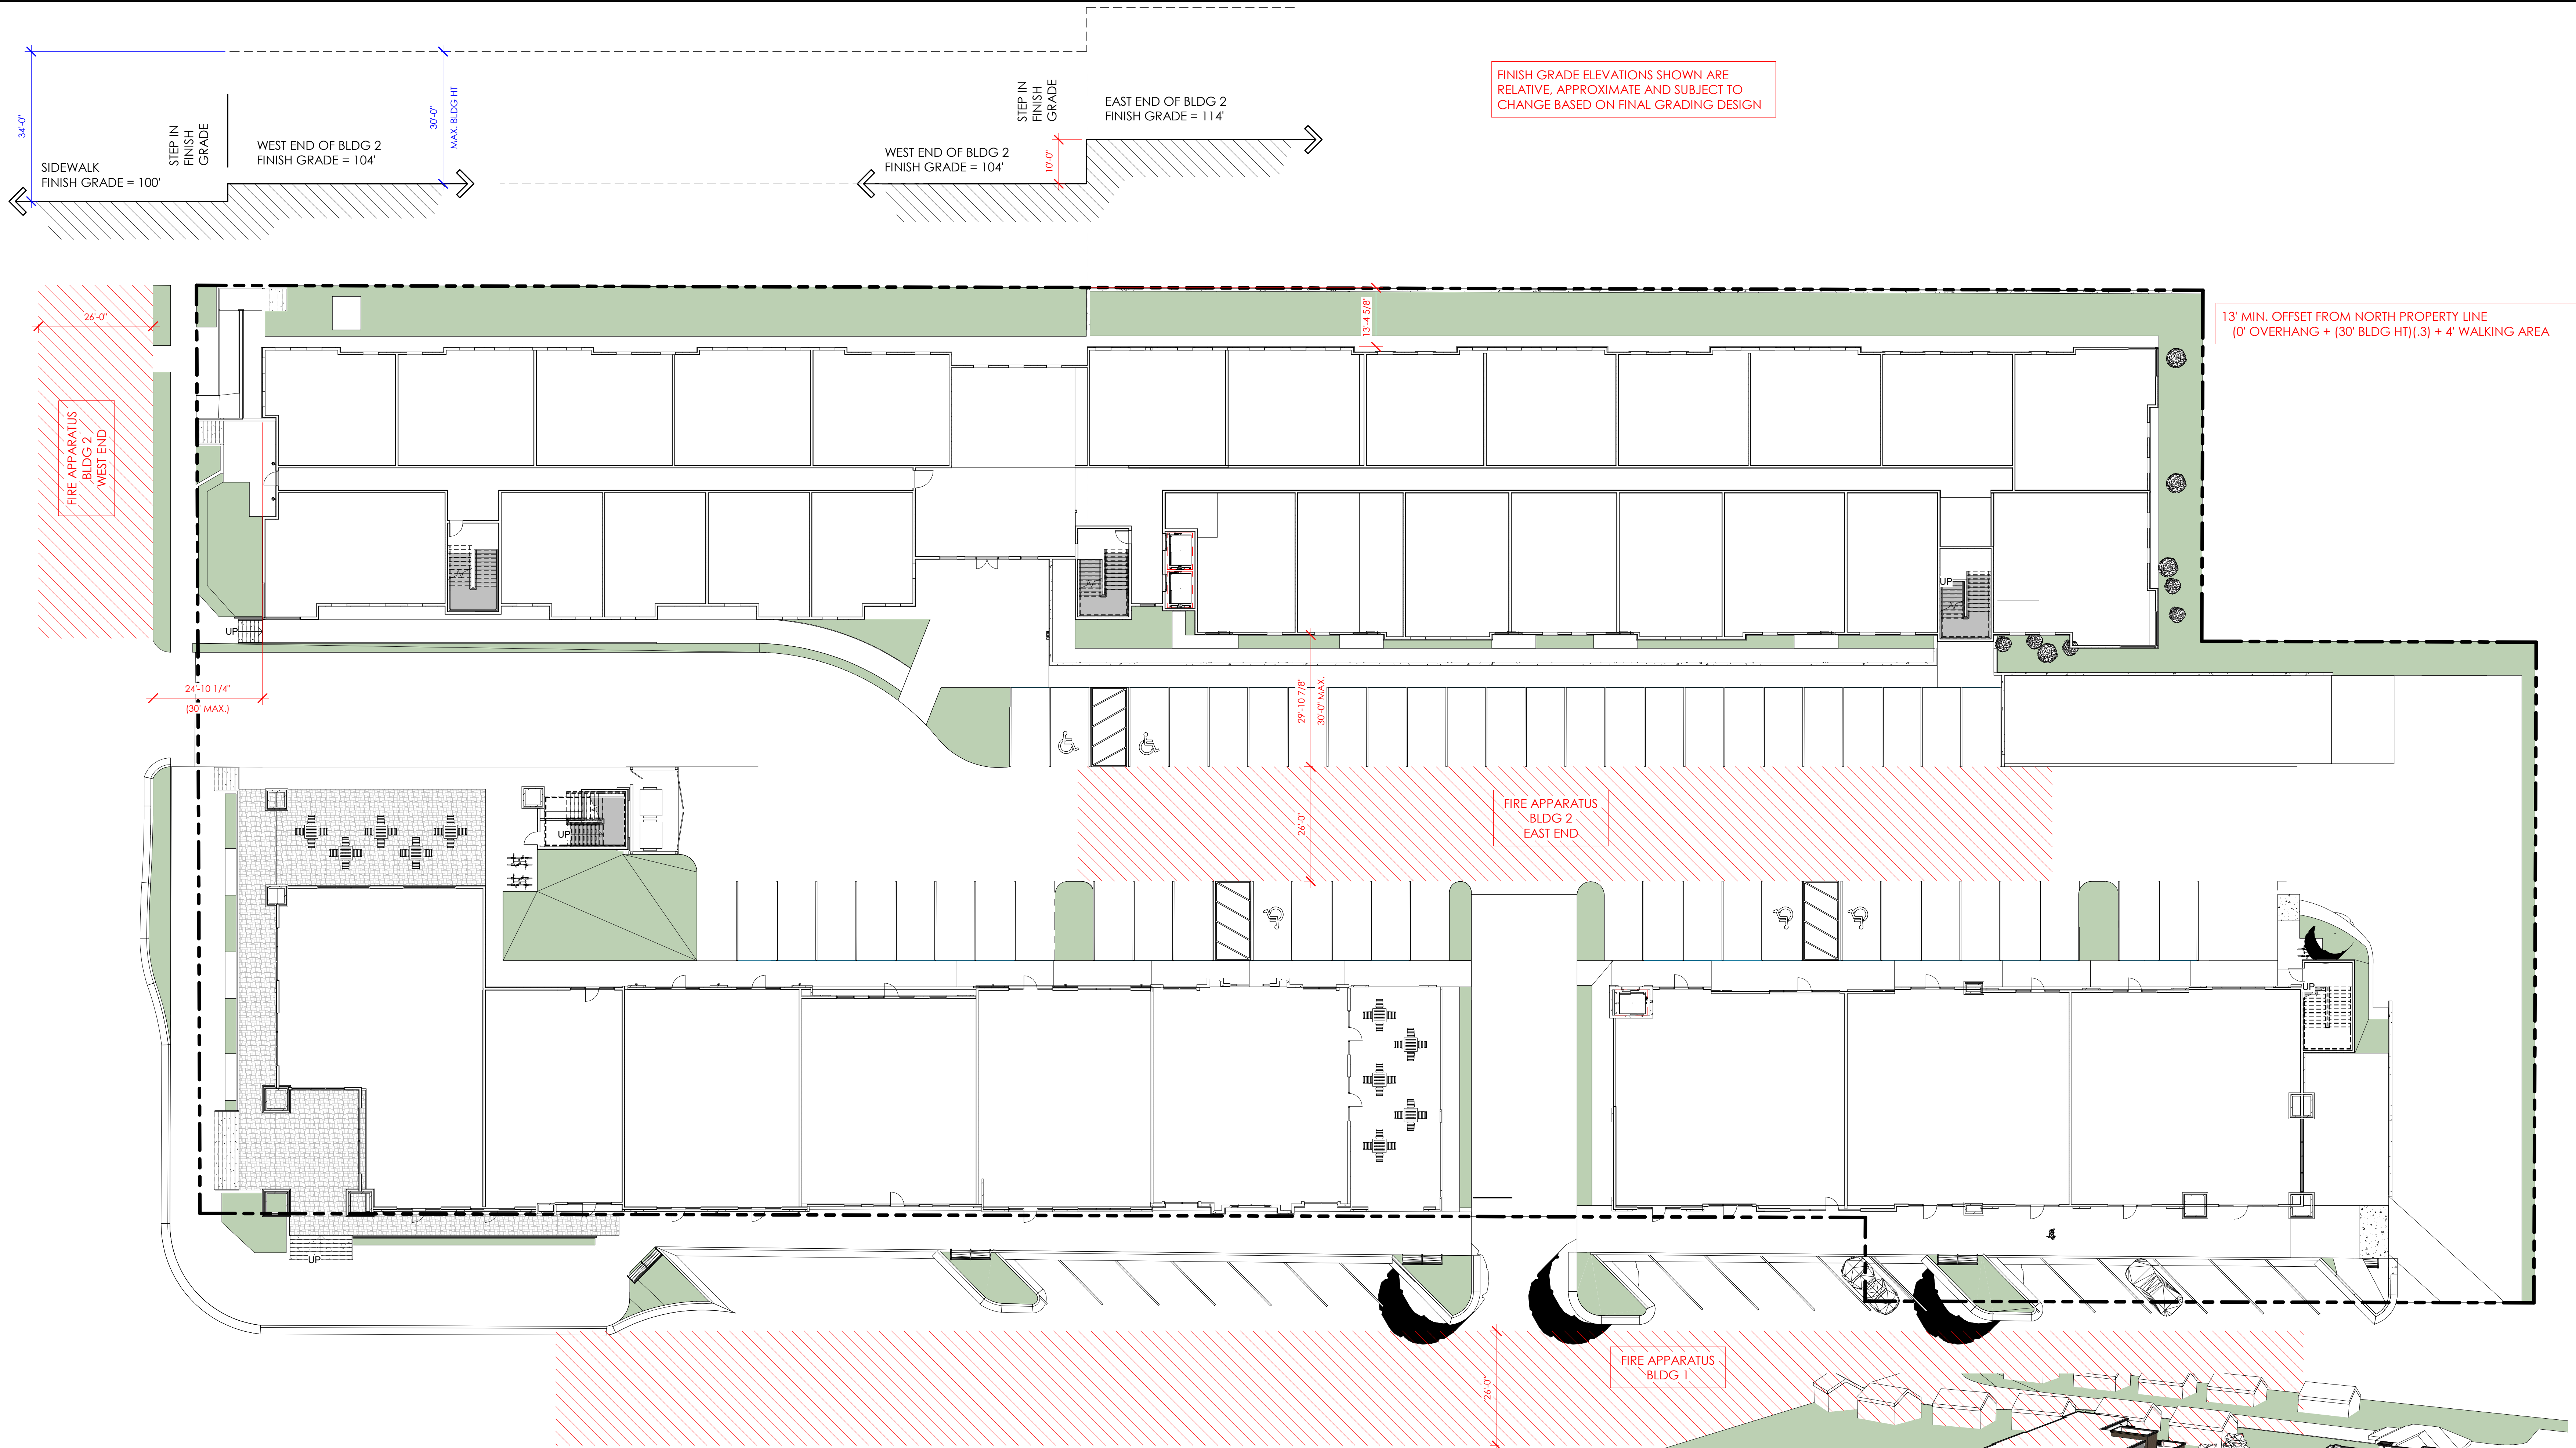 34'-0"
SIDEWALK
FINISH GRADE = 100'
STEP IN
FINISH
GRADE
WEST END OF BLDG 2
FINISH GRADE = 104'
30'-0"
MAX. BLDG HT
WEST END OF BLDG 2
FINISH GRADE = 104'
STEP IN
FINISH
GRADE
10'-0"
EAST END OF BLDG 2
FINISH GRADE = 114'
FINISH GRADE ELEVATIONS SHOWN ARE
RELATIVE, APPROXIMATE AND SUBJECT TO
CHANGE BASED ON FINAL GRADING DESIGN
26'-0"
13'-4 5/8"
13' MIN. OFFSET FROM NORTH PROPERTY LINE
(0' OVERHANG + (30' BLDG HT)(.3) + 4' WALKING AREA
FIRE APPARATUS
BLDG 2
WEST END
UP
UP
24'-10 1/4"
(30' MAX.)
29'-10 7/8"
30'-0" MAX.
UP
26'-0"
FIRE APPARATUS
BLDG 2
EAST END
UP
UP
26'-0"
FIRE APPARATUS
BLDG 1